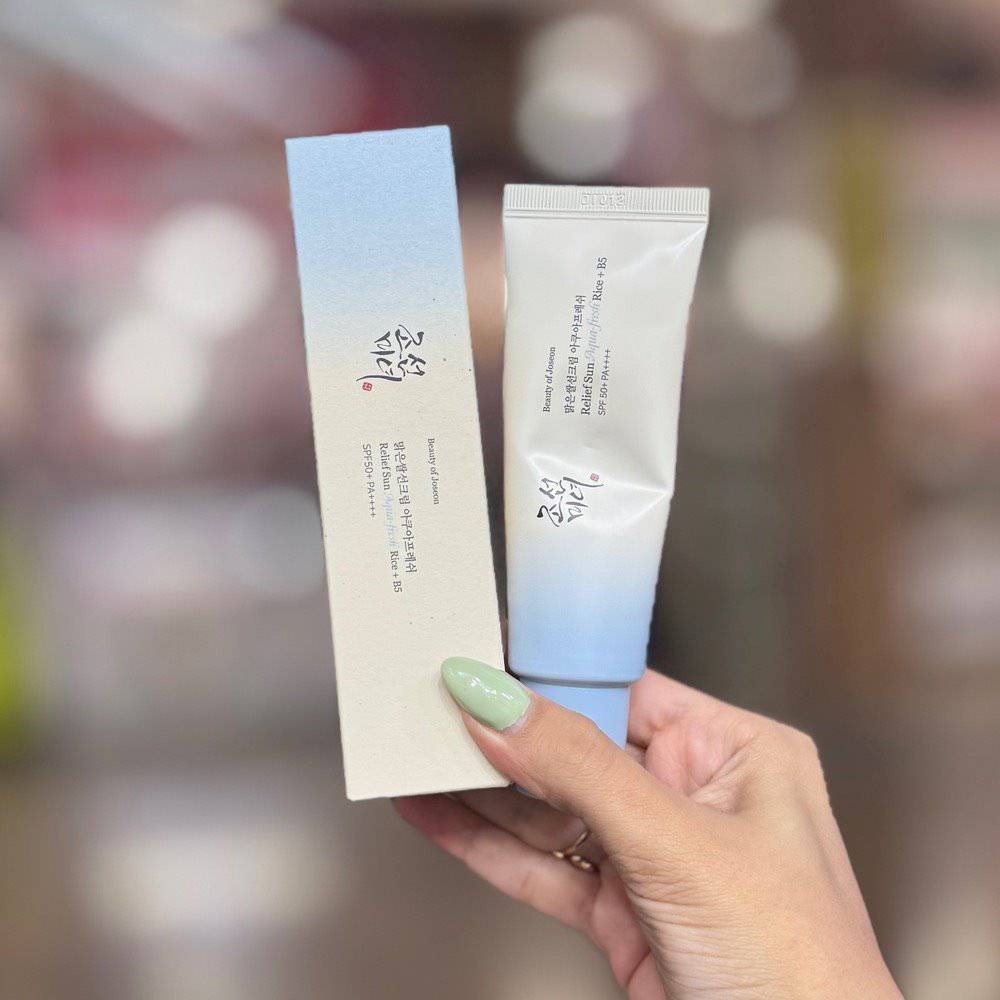 조선
미녀
Beauty of Joseon
맑은쌀선크림 아쿠아프레쉬
Relief Sun Aqua-fresh Rice + B5
SPF50+ PA++++
Beauty of Joseon
맑은쌀선크림 아쿠아프레쉬
Relief Sun Aqua-fresh Rice + B5
SPF 50+ PA++++
조선
미녀